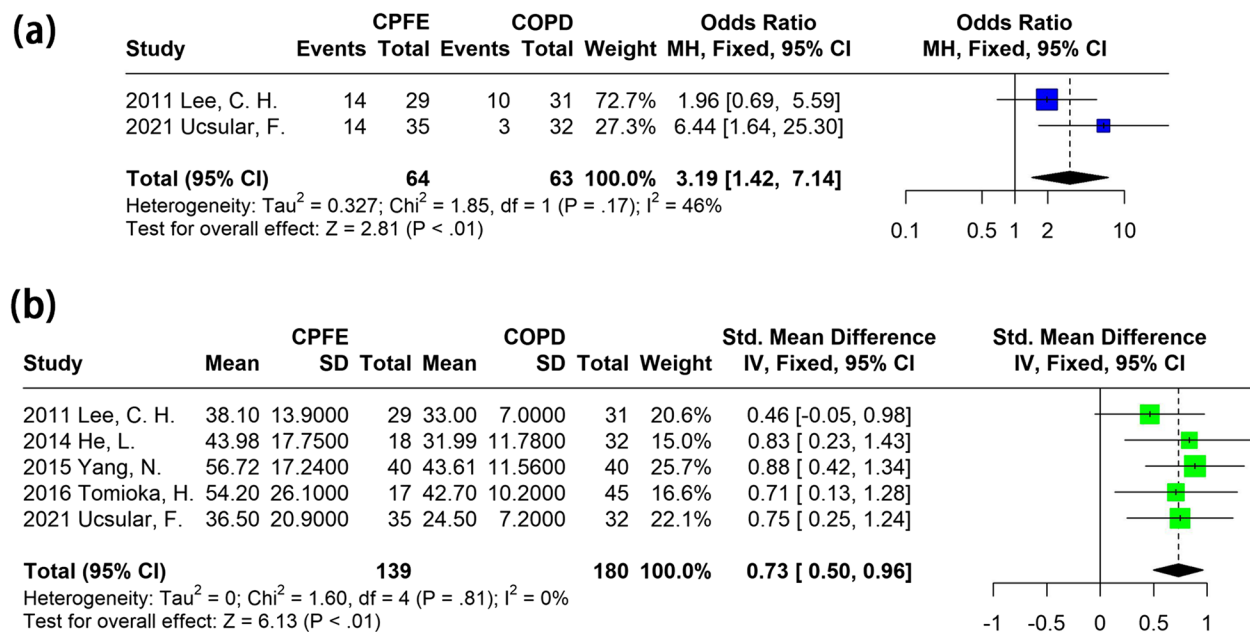 (a)
CPFE COPD Odds Ratio Odds Ratio
Study Events Total Events Total Weight MH, Fixed, 95% CI MH, Fixed, 95% CI
2011 Lee, C. H. 14 29 10 31 72.7% 1.96 [0.69, 5.59]
2021 Ucsular, F. 14 35 3 32 27.3% 6.44 [1.64, 25.30]
Total (95% CI) 64 63 100.0% 3.19 [1.42, 7.14]
Heterogeneity: Tau² = 0.327; Chi² = 1.85, df = 1 (P = .17); I² = 46%
Test for overall effect: Z = 2.81 (P < .01)
0.1 0.5 1 2 10
(b)
CPFE COPD Std. Mean Difference Std. Mean Difference
Study Mean SD Total Mean SD Total Weight IV, Fixed, 95% CI IV, Fixed, 95% CI
2011 Lee, C. H. 38.10 13.9000 29 33.00 7.0000 31 20.6% 0.46 [-0.05, 0.98]
2014 He, L. 43.98 17.7500 18 31.99 11.7800 32 15.0% 0.83 [0.23, 1.43]
2015 Yang, N. 56.72 17.2400 40 43.61 11.5600 40 25.7% 0.88 [ 0.42, 1.34]
2016 Tomioka, H. 54.20 26.1000 17 42.70 10.2000 45 16.6% 0.71 [ 0.13, 1.28]
2021 Ucsular, F. 36.50 20.9000 35 24.50 7.2000 32 22.1% 0.75 [ 0.25, 1.24]
Total (95% CI) 139 180 100.0% 0.73 [ 0.50, 0.96]
Heterogeneity: Tau² = 0; Chi² = 1.60, df = 4 (P = .81); I² = 0%
Test for overall effect: Z = 6.13 (P < .01)
-1 -0.5 0 0.5 1